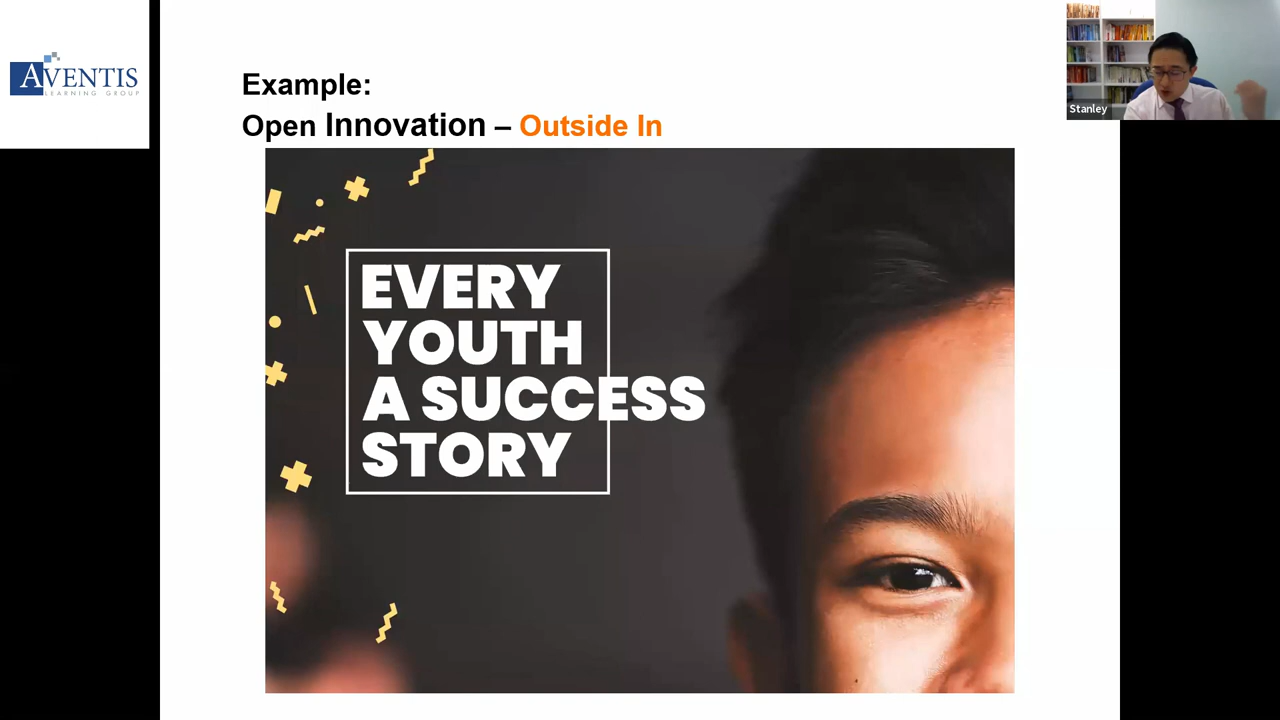 AVENTIS
LEARNING GROUP
Example:
Open Innovation – Outside In
EVERY
YOUTH
A SUCCESS
STORY
Stanley